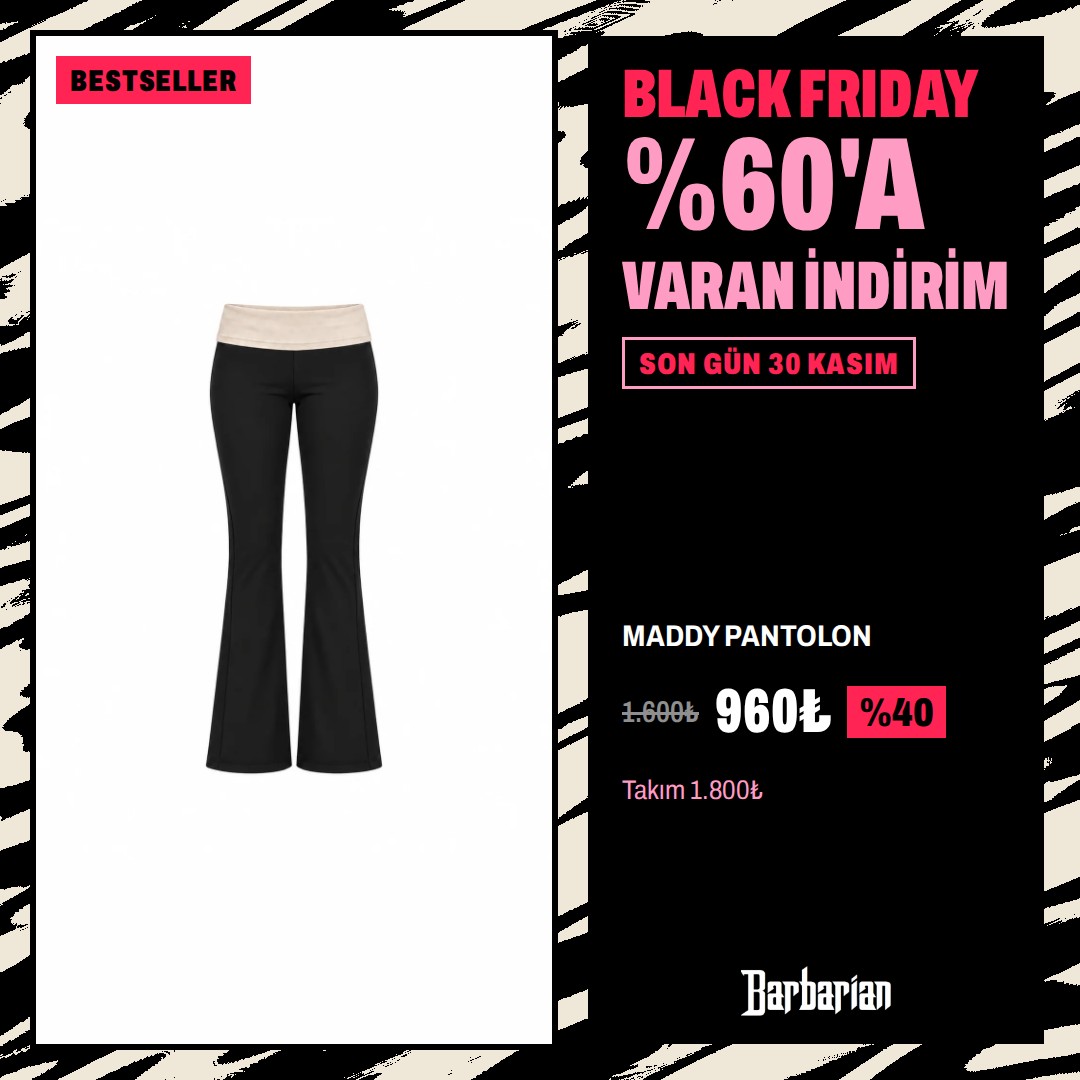 BESTSELLER
BLACK FRIDAY
%60'A
VARAN İNDİRİM
SON GÜN 30 KASIM
MADDY PANTOLON
1.600₺ 960₺ %40
Takım 1.800₺
Barbarian